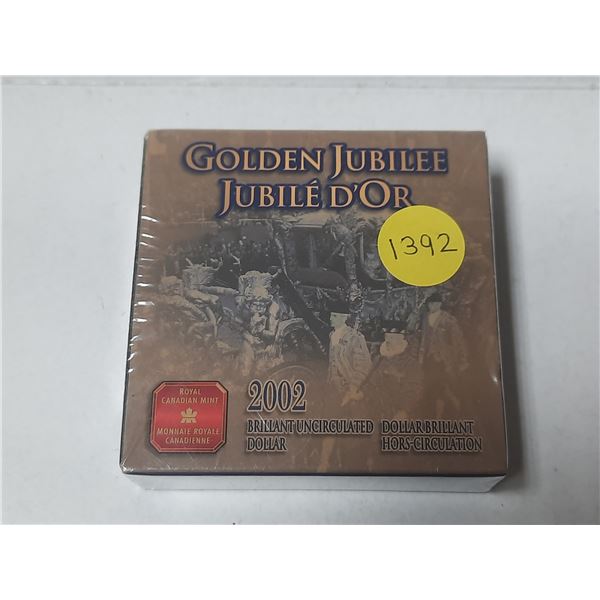 GOLDEN JUBILEE
JUBILÉ D'OR
1392
ROYAL
CANADIAN MINT
MONNAIE ROYALE
CANADIENNE
2002
BRILLIANT UNCIRCULATED
DOLLAR
DOLLAR BRILLANT
HORS-CIRCULATION